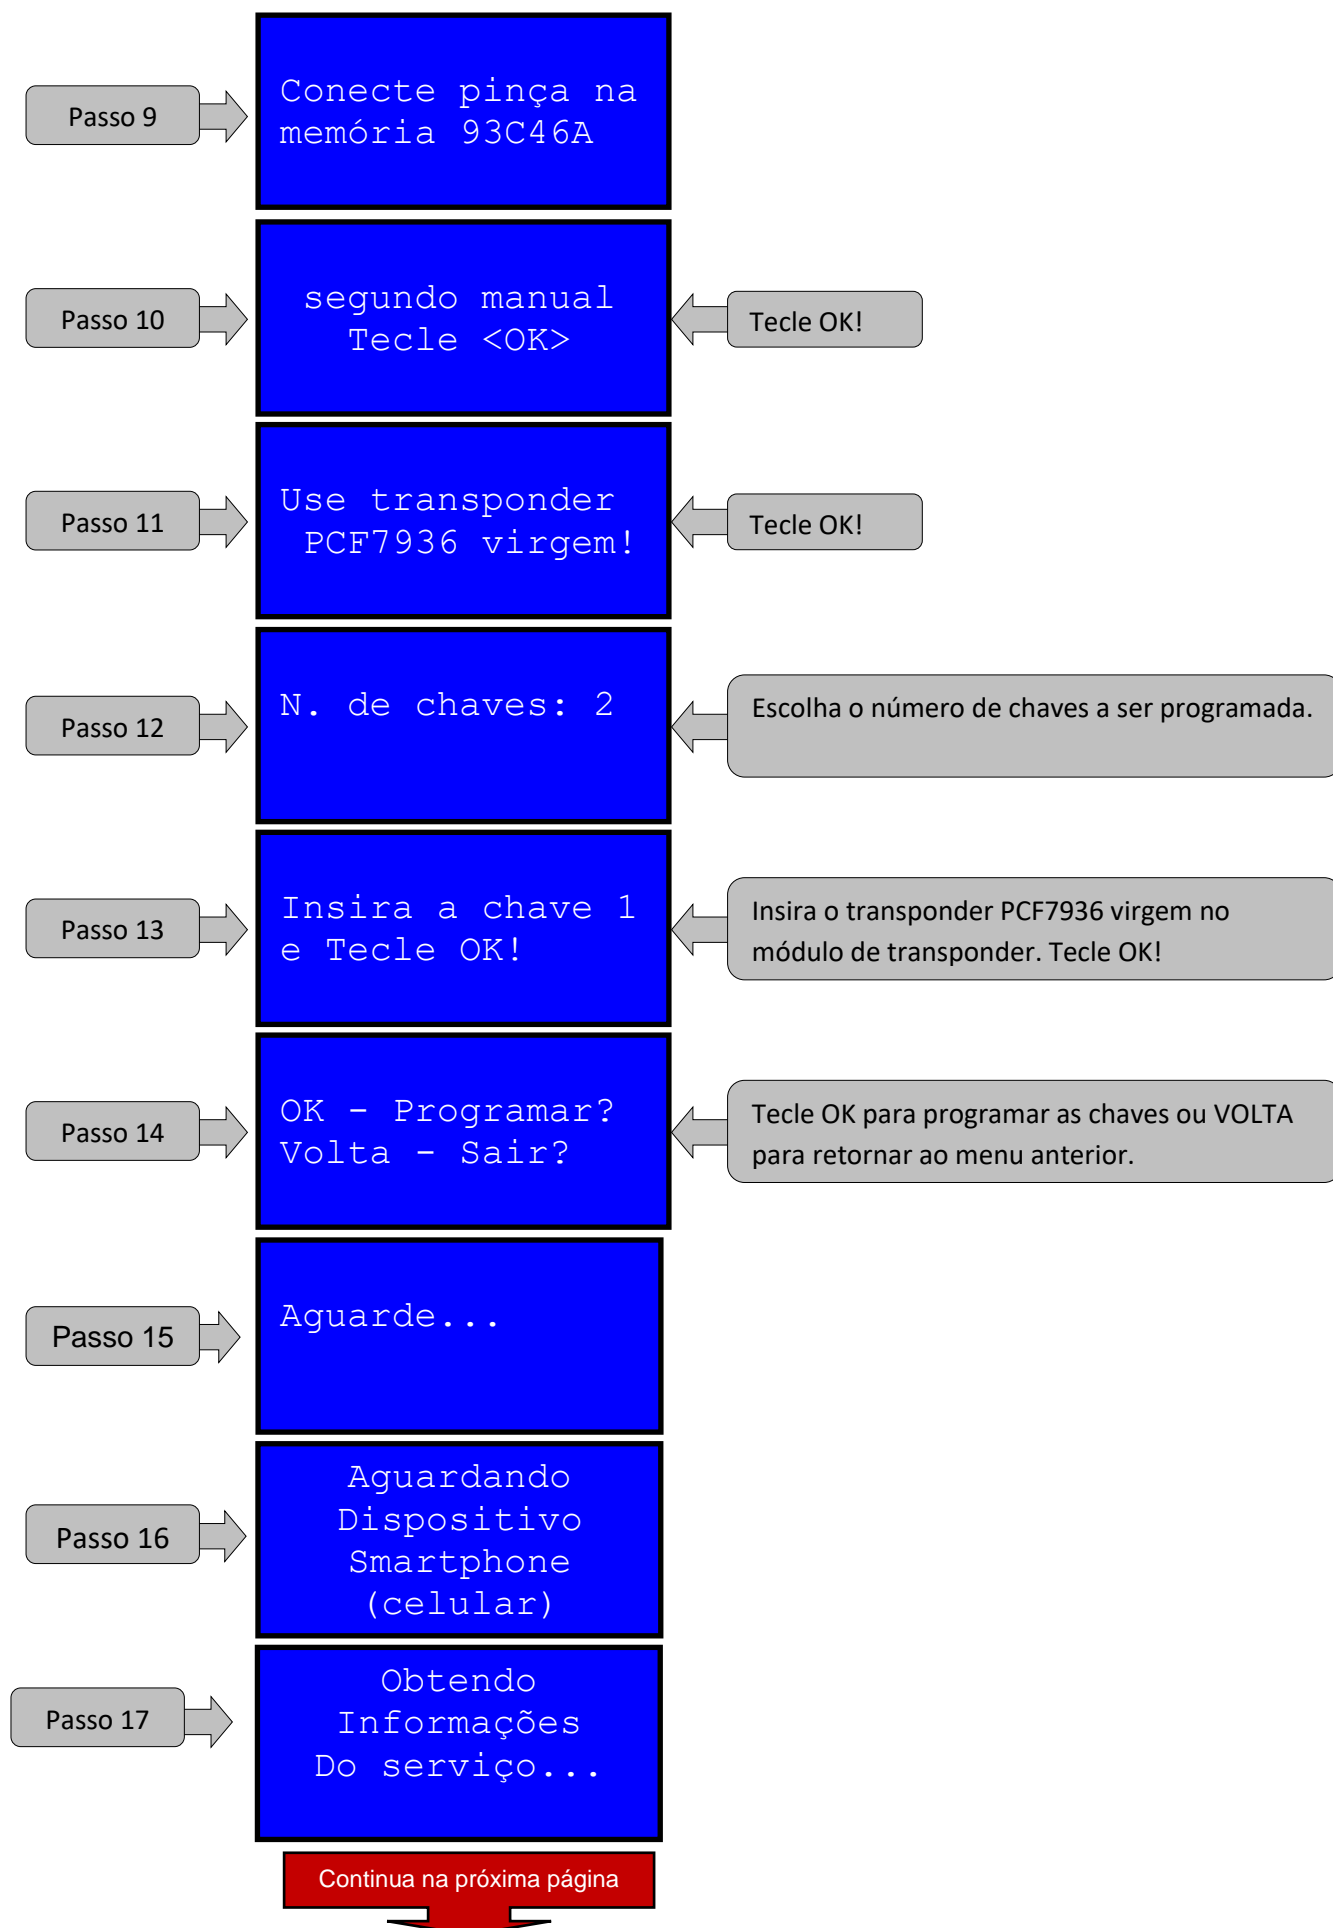 Passo 9
Conecte pinça na
memória 93C46A
Passo 10
segundo manual
Tecle <OK>
Tecle OK!
Passo 11
Use transponder
PCF7936 virgem!
Tecle OK!
Passo 12
N. de chaves: 2
Escolha o número de chaves a ser programada.
Passo 13
Insira a chave 1
e Tecle OK!
Insira o transponder PCF7936 virgem no
módulo de transponder. Tecle OK!
Passo 14
OK - Programar?
Volta - Sair?
Tecle OK para programar as chaves ou VOLTA
para retornar ao menu anterior.
Passo 15
Aguarde...
Passo 16
Aguardando
Dispositivo
Smartphone
(celular)
Passo 17
Obtendo
Informações
Do serviço...
Continua na próxima página